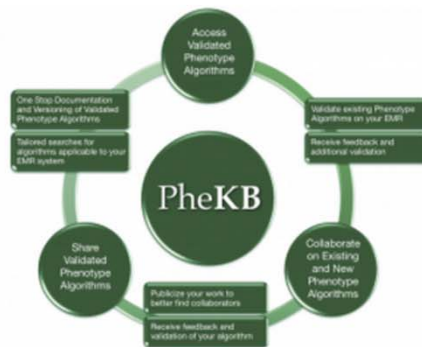 Access
Validated
Phenotype
Algorithms
One Stop Documentation
and Versioning of Validated
Phenotype Algorithms
Tailored searches for
algorithms applicable to your
EMR system
Validate existing Phenotype
Algorithms on your EMR
Receive feedback and
additional validation
PheKB
Share
Validated
Phenotype
Algorithms
Collaborate
on Existing
and New
Phenotype
Algorithms
Publicize your work to
better find collaborators
Receive feedback and
validation of your algorithm